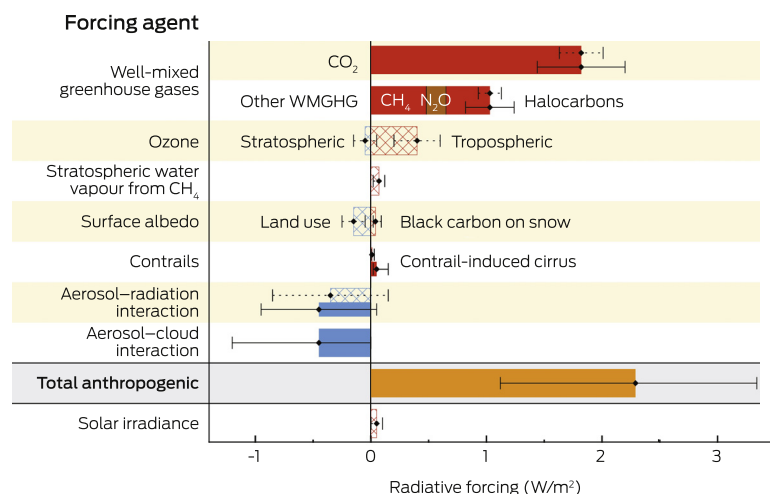 Forcing agent
Well-mixed
greenhouse gases
CO₂
Other WMGHG
CH₄ N₂O
Halocarbons
Ozone
Stratospheric
Tropospheric
Stratospheric water
vapour from CH₄
Surface albedo
Land use
Black carbon on snow
Contrails
Contrail-induced cirrus
Aerosol–radiation
interaction
Aerosol–cloud
interaction
Total anthropogenic
Solar irradiance
-1 0 1 2 3
Radiative forcing (W/m²)